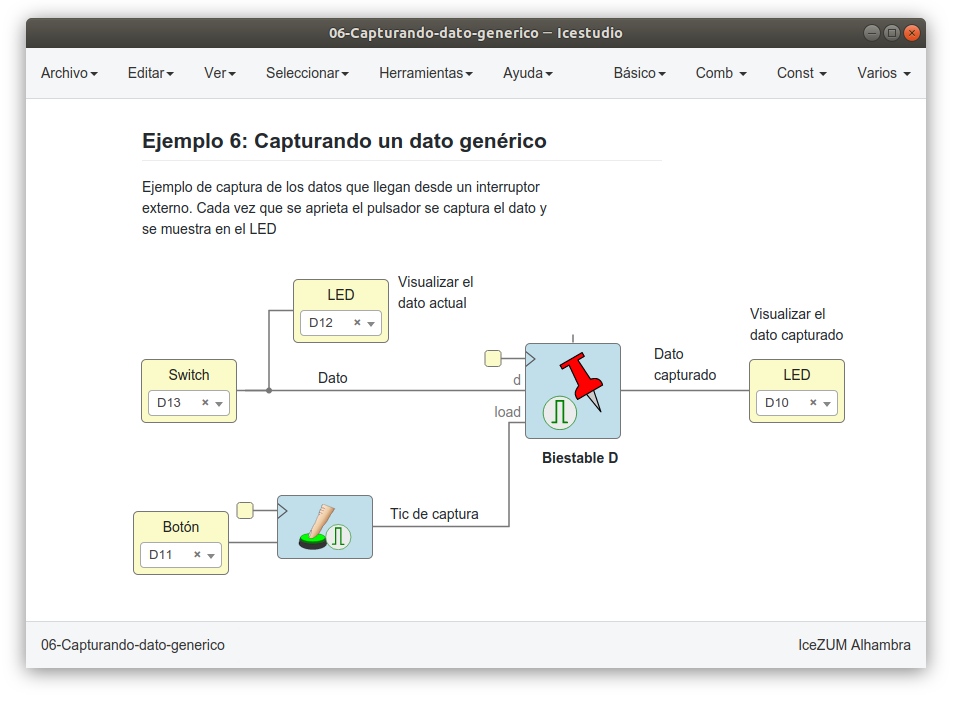 06-Capturando-dato-generico ─ Icestudio
Archivo Editar Ver Seleccionar Herramientas Ayuda Básico Comb Const Varios
Ejemplo 6: Capturando un dato genérico
Ejemplo de captura de los datos que llegan desde un interruptor
externo. Cada vez que se aprieta el pulsador se captura el dato y
se muestra en el LED
LED
D12
Visualizar el
dato actual
Visualizar el
dato capturado
Switch
D13
Dato
d
load
Biestable D
Dato
capturado
LED
D10
Botón
D11
Tic de captura
06-Capturando-dato-generico
IceZUM Alhambra